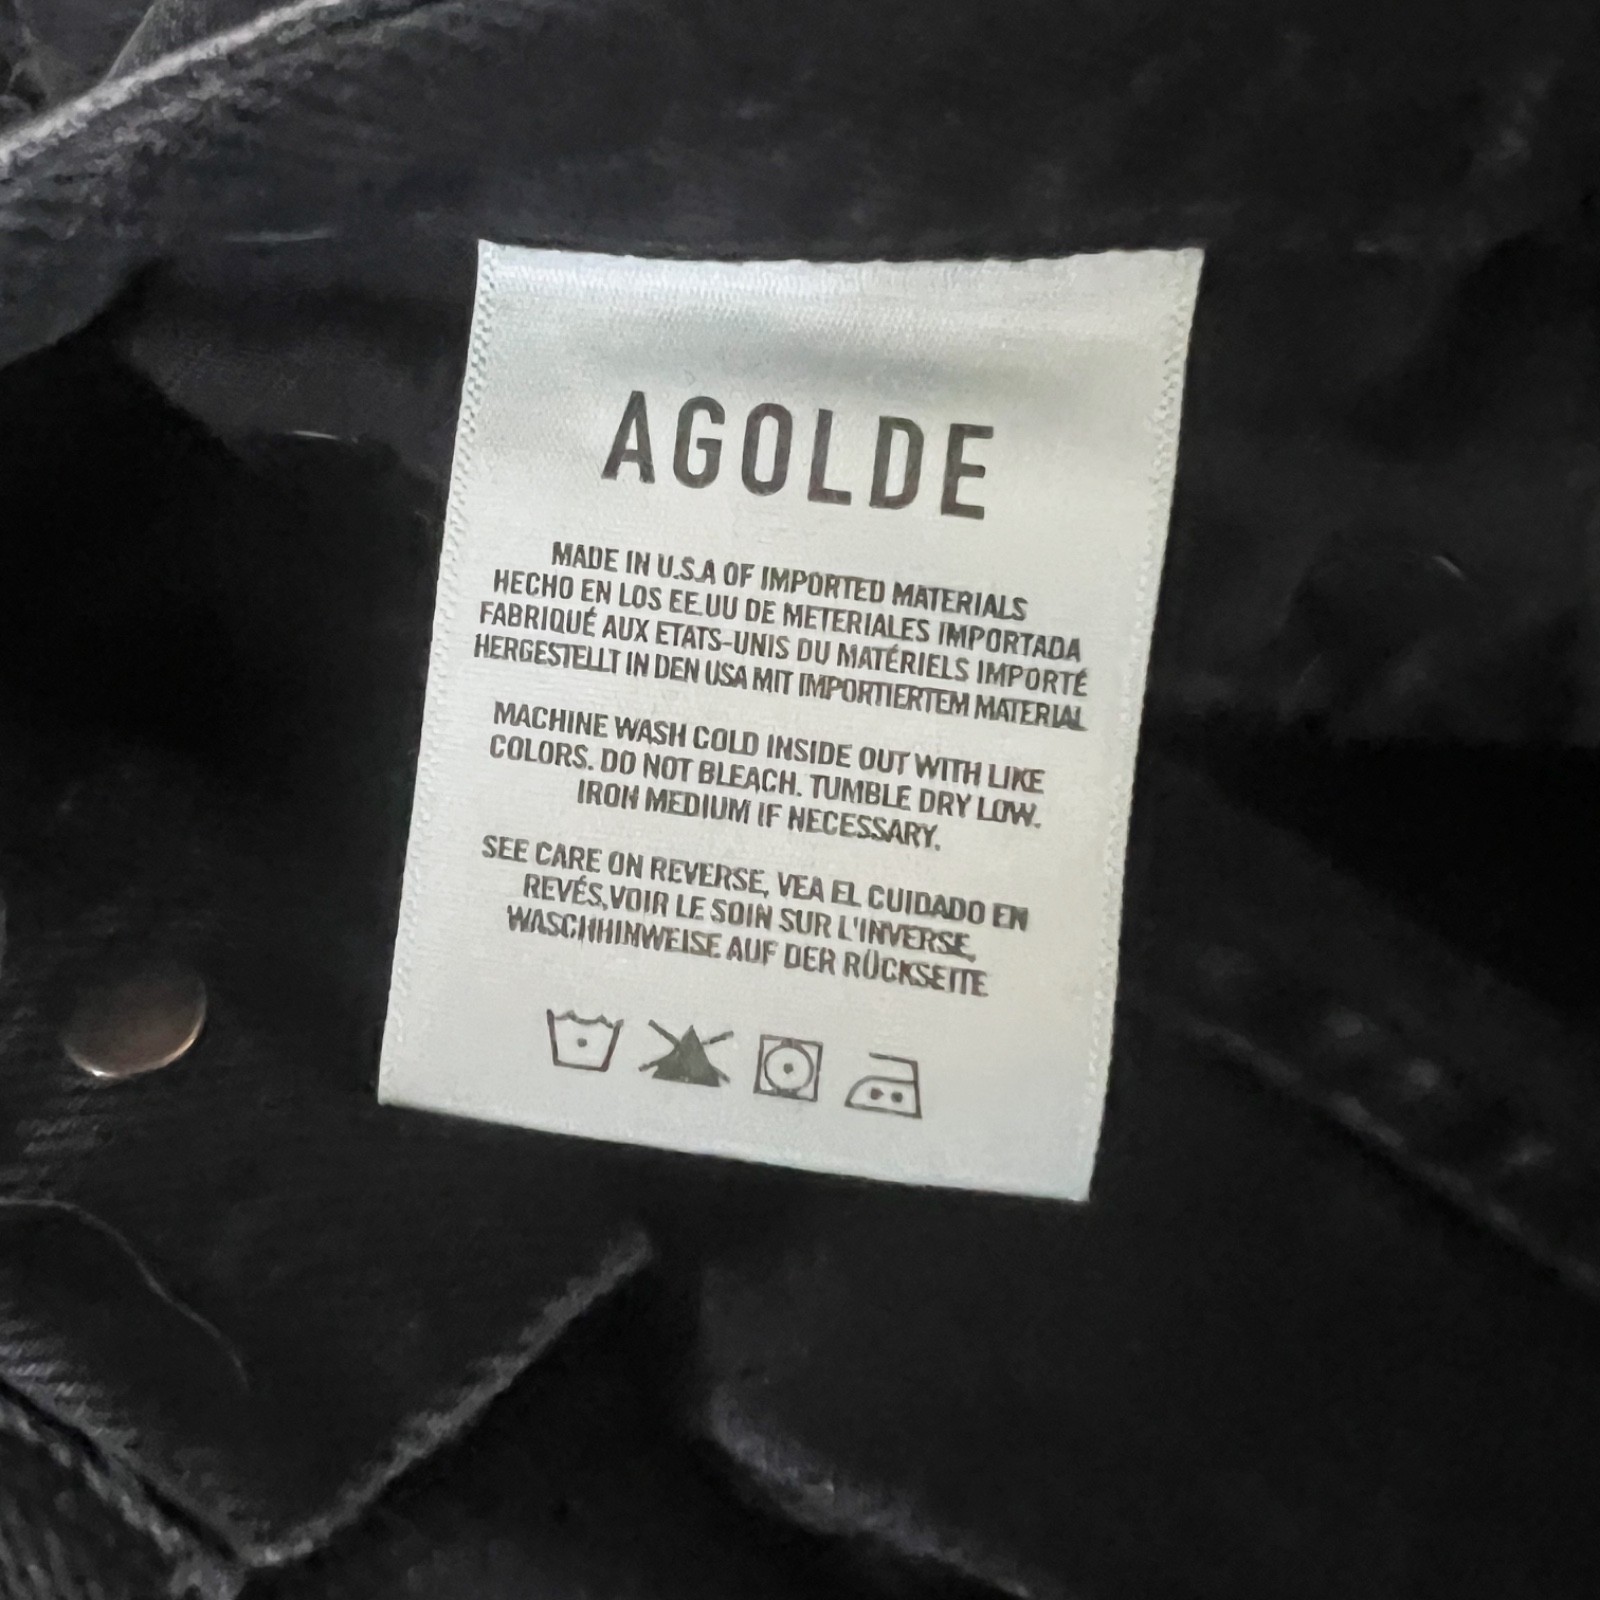 AGOLDE
MADE IN U.S.A OF IMPORTED MATERIALS
HECHO EN LOS EE.UU DE METERIALES IMPORTADA
FABRIQUÉ AUX ETATS-UNIS DU MATÉRIELS IMPORTÉ
HERGESTELLT IN DEN USA MIT IMPORTIERTEM MATERIAL
MACHINE WASH COLD INSIDE OUT WITH LIKE
COLORS. DO NOT BLEACH. TUMBLE DRY LOW.
IRON MEDIUM IF NECESSARY.
SEE CARE ON REVERSE, VEA EL CUIDADO EN
REVÉS,VOIR LE SOIN SUR L'INVERSE,
WASCHHINWEISE AUF DER RÜCKSEITE